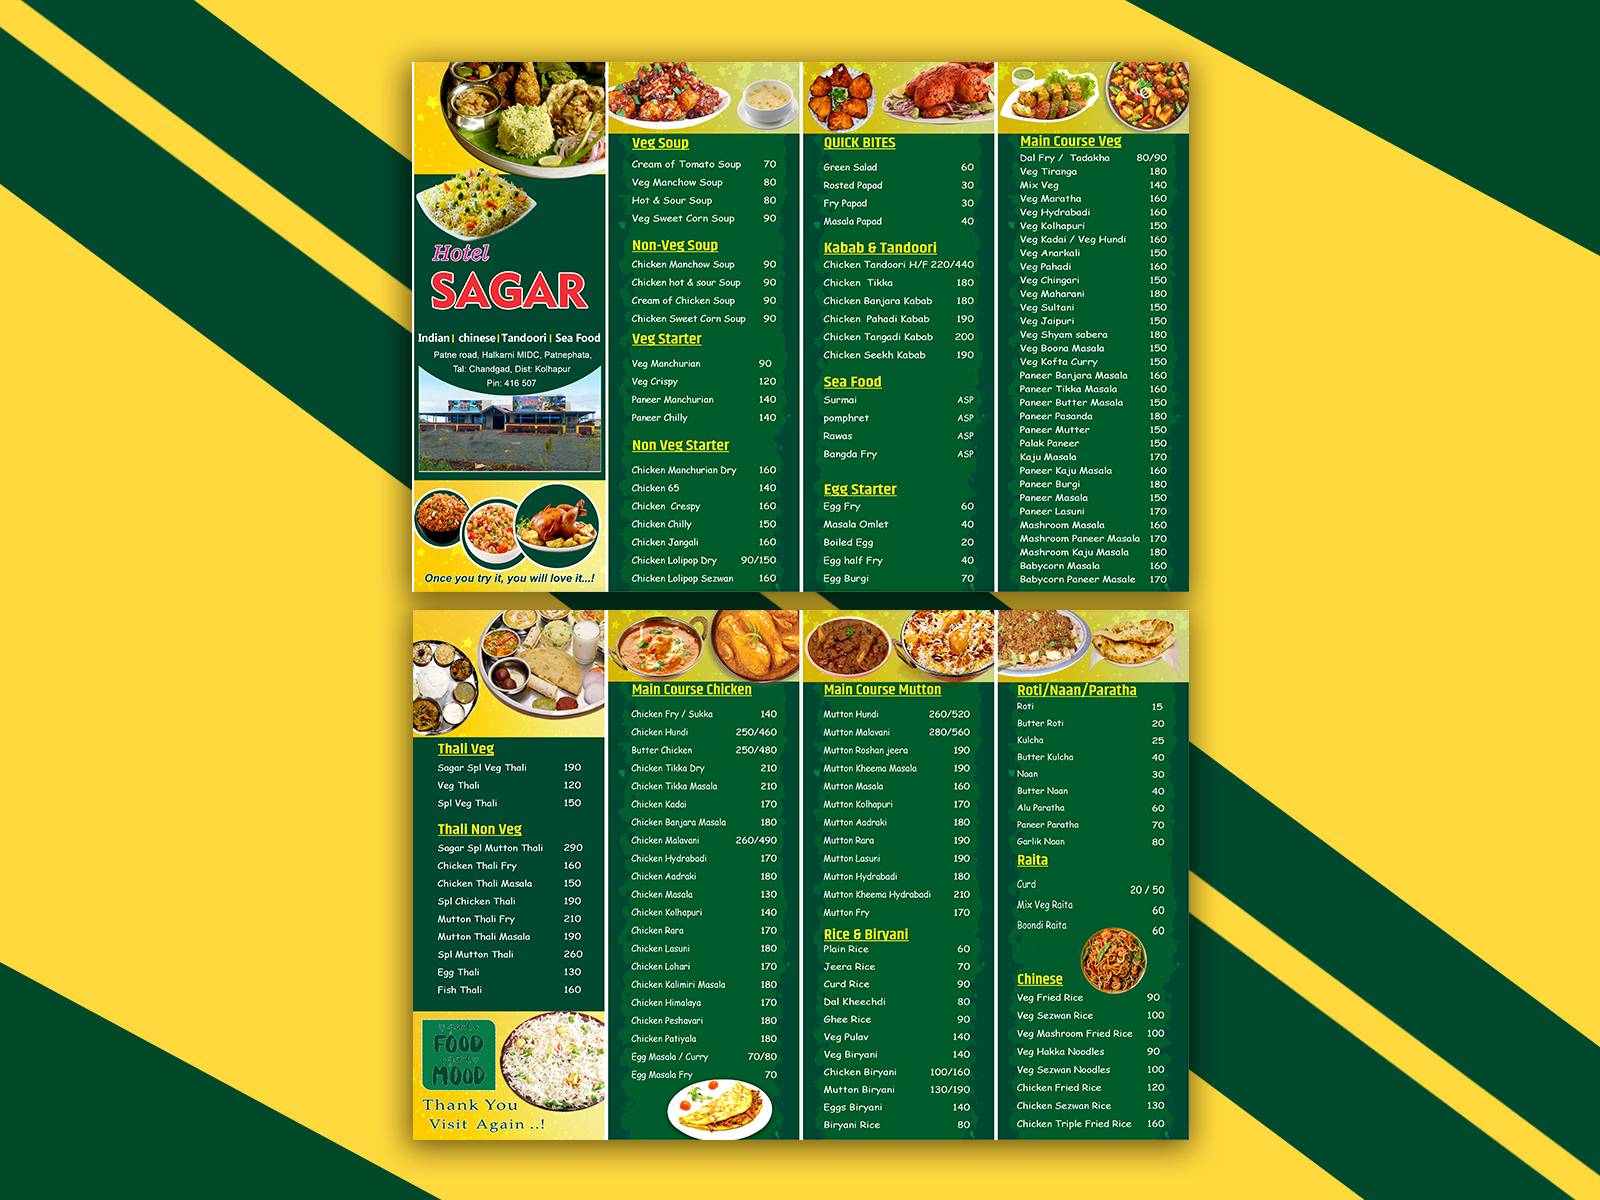 Hotel
SAGAR
Indian | chinese | Tandoori | Sea Food
Patne road, Halkarni MIDC, Patnephata,
Tal: Chandgad, Dist: Kolhapur
Pin: 416 507
Once you try it, you will love it...!
Veg Soup
Cream of Tomato Soup 70
Veg Manchow Soup 80
Hot & Sour Soup 80
Veg Sweet Corn Soup 90
Non-Veg Soup
Chicken Manchow Soup 90
Chicken hot & sour Soup 90
Cream of Chicken Soup 90
Chicken Sweet Corn Soup 90
Veg Starter
Veg Manchurian 90
Veg Crispy 120
Paneer Manchurian 140
Paneer Chilly 140
Non Veg Starter
Chicken Manchurian Dry 160
Chicken 65 140
Chicken Crespy 160
Chicken Chilly 150
Chicken Jangali 160
Chicken Lolipop Dry 90/150
Chicken Lolipop Sezwan 160
QUICK BITES
Green Salad 60
Rosted Papad 30
Fry Papad 30
Masala Papad 40
Kabab & Tandoori
Chicken Tandoori H/F 220/440
Chicken Tikka 180
Chicken Banjara Kabab 180
Chicken Pahadi Kabab 190
Chicken Tangadi Kabab 200
Chicken Seekh Kabab 190
Sea Food
Surmai ASP
pomphret ASP
Rawas ASP
Bangda Fry ASP
Egg Starter
Egg Fry 60
Masala Omlet 40
Boiled Egg 20
Egg half Fry 40
Egg Burgi 70
Main Course Veg
Dal Fry / Tadakha 80/90
Veg Tiranga 180
Mix Veg 140
Veg Maratha 160
Veg Hydrabadi 160
Veg Kolhapuri 150
Veg Kadai / Veg Hundi 160
Veg Anarkali 150
Veg Pahadi 160
Veg Chingari 150
Veg Maharani 180
Veg Sultani 150
Veg Jaipuri 150
Veg Shyam sabera 180
Veg Boona Masala 150
Veg Kofta Curry 150
Paneer Banjara Masala 160
Paneer Tikka Masala 160
Paneer Butter Masala 150
Paneer Pasanda 180
Paneer Mutter 150
Palak Paneer 150
Kaju Masala 170
Paneer Kaju Masala 160
Paneer Burgi 180
Paneer Masala 150
Paneer Lasuni 170
Mashroom Masala 160
Mashroom Paneer Masala 170
Mashroom Kaju Masala 180
Babycorn Masala 160
Babycorn Paneer Masale 170
Thali Veg
Sagar Spl Veg Thali 190
Veg Thali 120
Spl Veg Thali 150
Thali Non Veg
Sagar Spl Mutton Thali 290
Chicken Thali Fry 160
Chicken Thali Masala 150
Spl Chicken Thali 190
Mutton Thali Fry 210
Mutton Thali Masala 190
Spl Mutton Thali 260
Egg Thali 130
Fish Thali 160
good
FOOD
good
MOOD
Thank You
Visit Again ..!
Main Course Chicken
Chicken Fry / Sukka 140
Chicken Hundi 250/460
Butter Chicken 250/480
Chicken Tikka Dry 210
Chicken Tikka Masala 210
Chicken Kadai 170
Chicken Banjara Masala 180
Chicken Malavani 260/490
Chicken Hydrabadi 170
Chicken Aadraki 180
Chicken Masala 130
Chicken Kolhapuri 140
Chicken Rara 170
Chicken Lasuni 180
Chicken Lohari 170
Chicken Kalimiri Masala 180
Chicken Himalaya 170
Chicken Peshavari 180
Chicken Patiyala 180
Egg Masala / Curry 70/80
Egg Masala Fry 70
Main Course Mutton
Mutton Hundi 260/520
Mutton Malavani 280/560
Mutton Roshan jeera 190
Mutton Kheema Masala 190
Mutton Masala 160
Mutton Kolhapuri 170
Mutton Aadraki 180
Mutton Rara 190
Mutton Lasuni 190
Mutton Hydrabadi 180
Mutton Kheema Hydrabadi 210
Mutton Fry 170
Rice & Biryani
Plain Rice 60
Jeera Rice 70
Curd Rice 90
Dal Kheechdi 80
Ghee Rice 90
Veg Pulav 140
Veg Biryani 140
Chicken Biryani 100/160
Mutton Biryani 130/190
Eggs Biryani 140
Biryani Rice 80
Roti/Naan/Paratha
Roti 15
Butter Roti 20
Kulcha 25
Butter Kulcha 40
Naan 30
Butter Naan 40
Alu Paratha 60
Paneer Paratha 70
Garlik Naan 80
Raita
Curd 20 / 50
Mix Veg Raita 60
Boondi Raita 60
Chinese
Veg Fried Rice 90
Veg Sezwan Rice 100
Veg Mashroom Fried Rice 100
Veg Hakka Noodles 90
Veg Sezwan Noodles 100
Chicken Fried Rice 120
Chicken Sezwan Rice 130
Chicken Triple Fried Rice 160